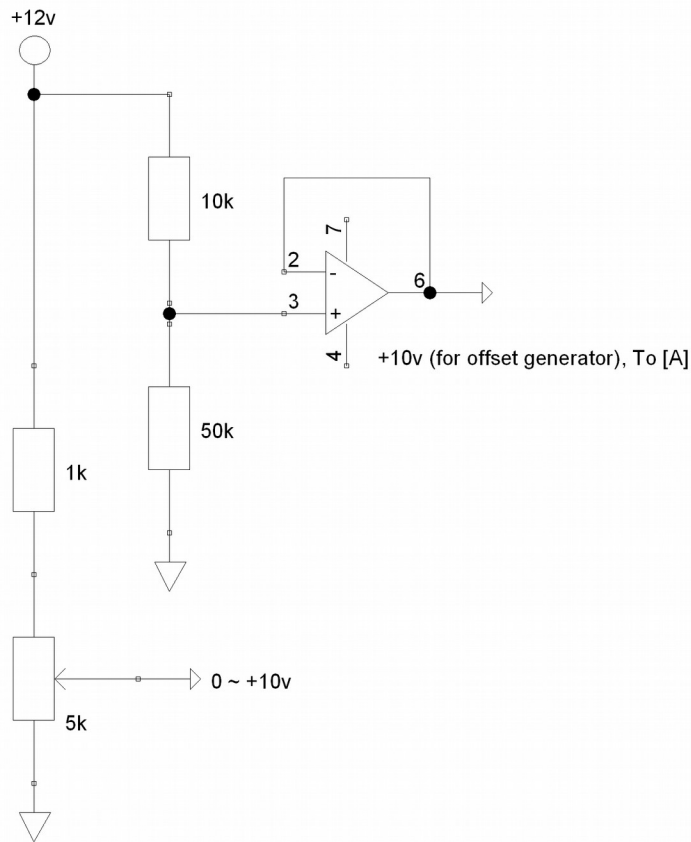 +12v
10k
7
2
-
6
3
+
4
+10v (for offset generator), To [A]
50k
1k
0 ~ +10v
5k